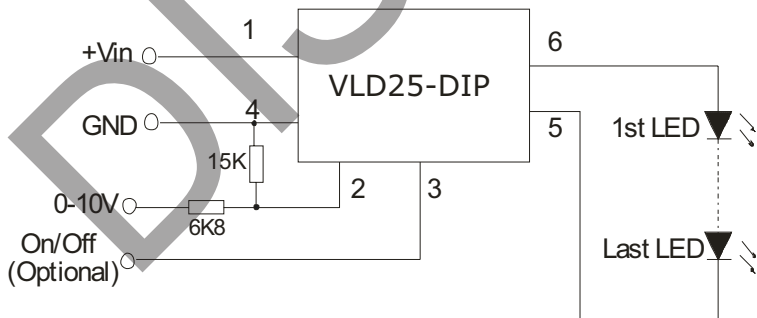 1
+Vin
6
VLD25-DIP
4
GND
5
1st LED
15K
2
3
0-10V
6K8
On/Off
(Optional)
Last LED